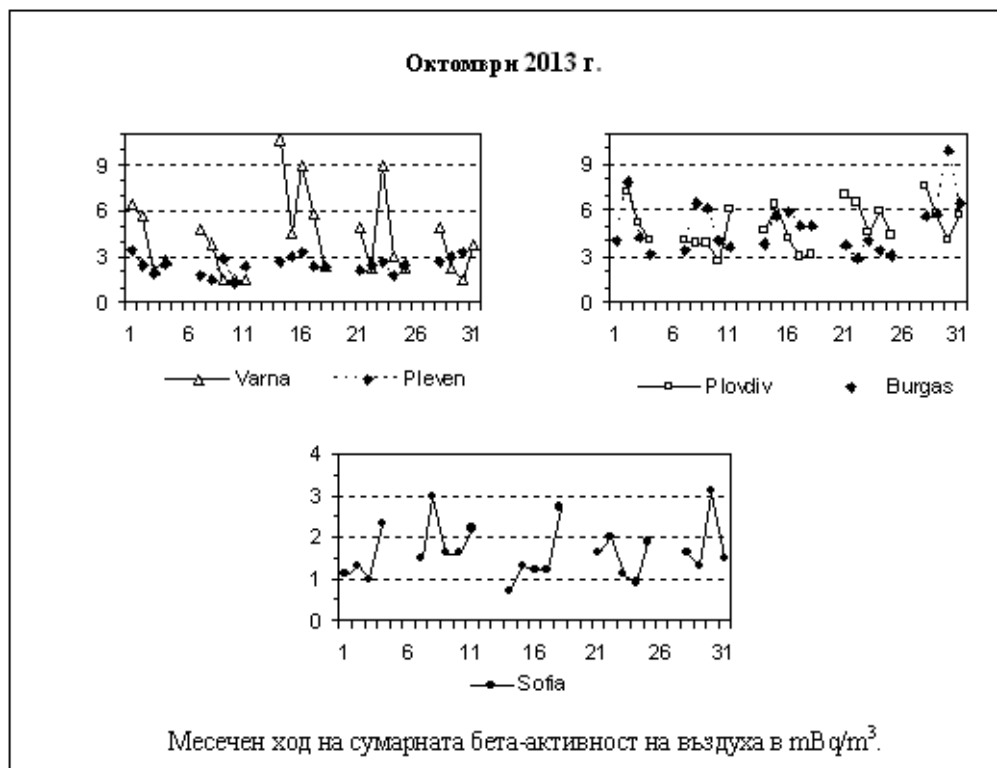 Октомври 2013 г.
9
6
3
0
1 6 11 16 21 26 31
Varna Pleven
9
6
3
0
1 6 11 16 21 26 31
Plovdiv Burgas
4
3
2
1
0
1 6 11 16 21 26 31
Sofia
Месечен ход на сумарната бета-активност на въздуха в mBq/m³.